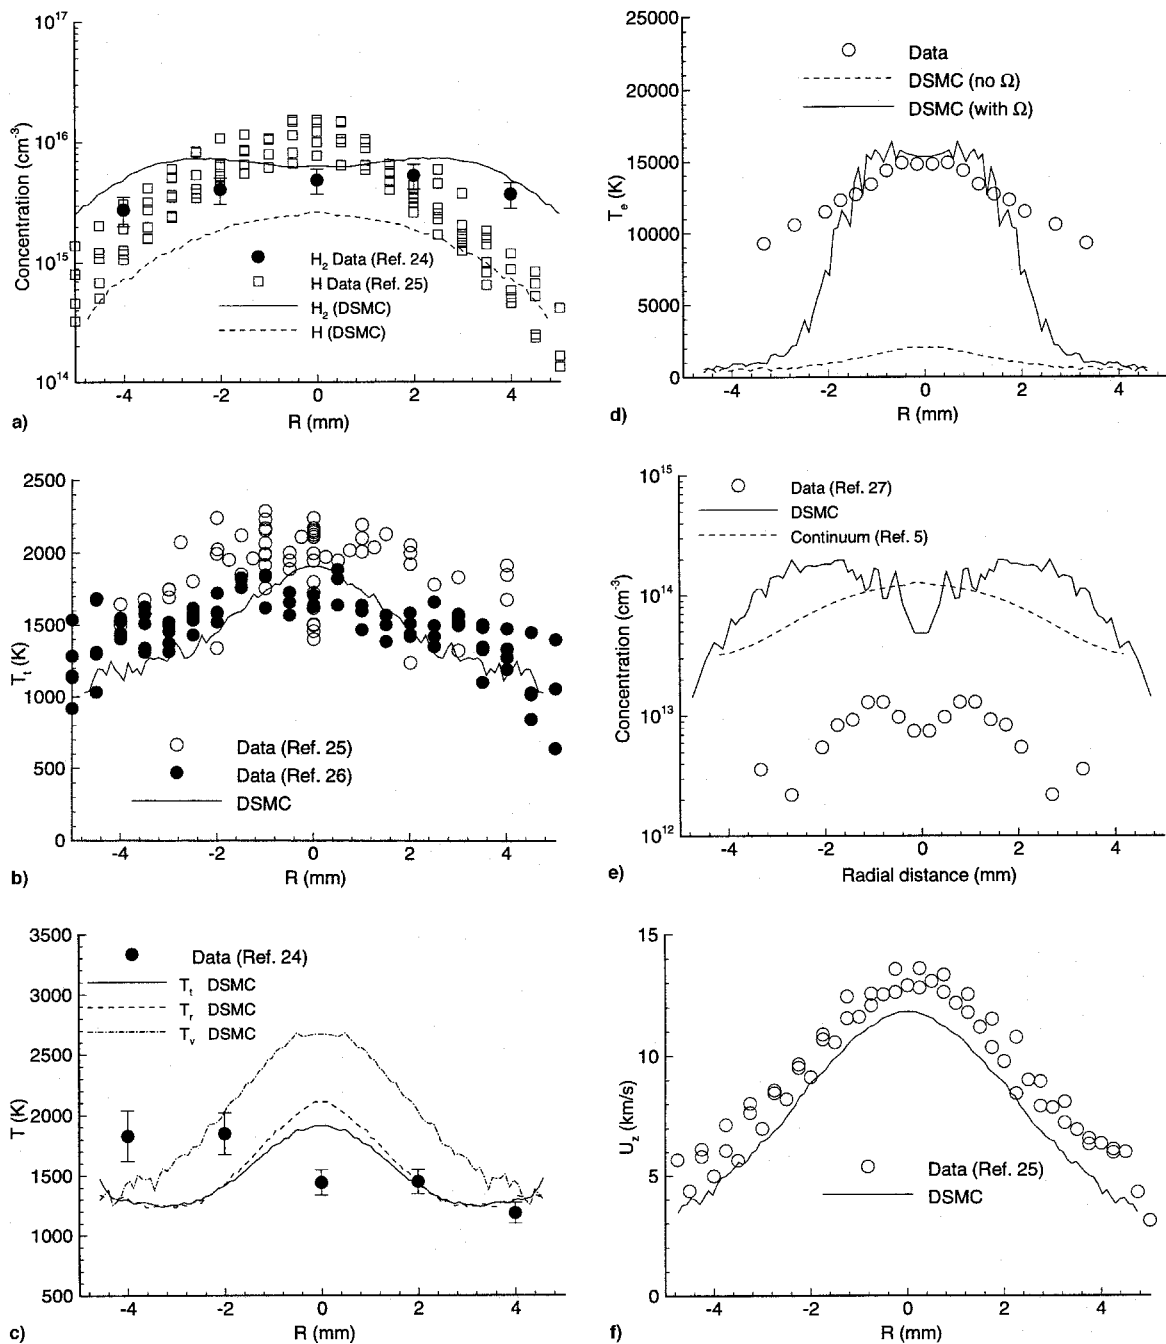 10^17
10^16
10^15
10^14
Concentration (cm^-3)
H_2 Data (Ref. 24)
H Data (Ref. 25)
H_2 (DSMC)
H (DSMC)
-4 -2 0 2 4
R (mm)
a)
25000
20000
15000
10000
5000
0
T_e (K)
Data
DSMC (no Ω)
DSMC (with Ω)
-4 -2 0 2 4
R (mm)
d)
2500
2000
1500
1000
500
0
T_t (K)
Data (Ref. 25)
Data (Ref. 26)
DSMC
-4 -2 0 2 4
R (mm)
b)
10^15
10^14
10^13
10^12
Concentration (cm^-3)
Data (Ref. 27)
DSMC
Continuum (Ref. 5)
-4 -2 0 2 4
Radial distance (mm)
e)
3500
3000
2500
2000
1500
1000
500
T (K)
Data (Ref. 24)
T_t DSMC
T_r DSMC
T_v DSMC
-4 -2 0 2 4
R (mm)
c)
15
10
5
0
U_z (km/s)
Data (Ref. 25)
DSMC
-4 -2 0 2 4
R (mm)
f)